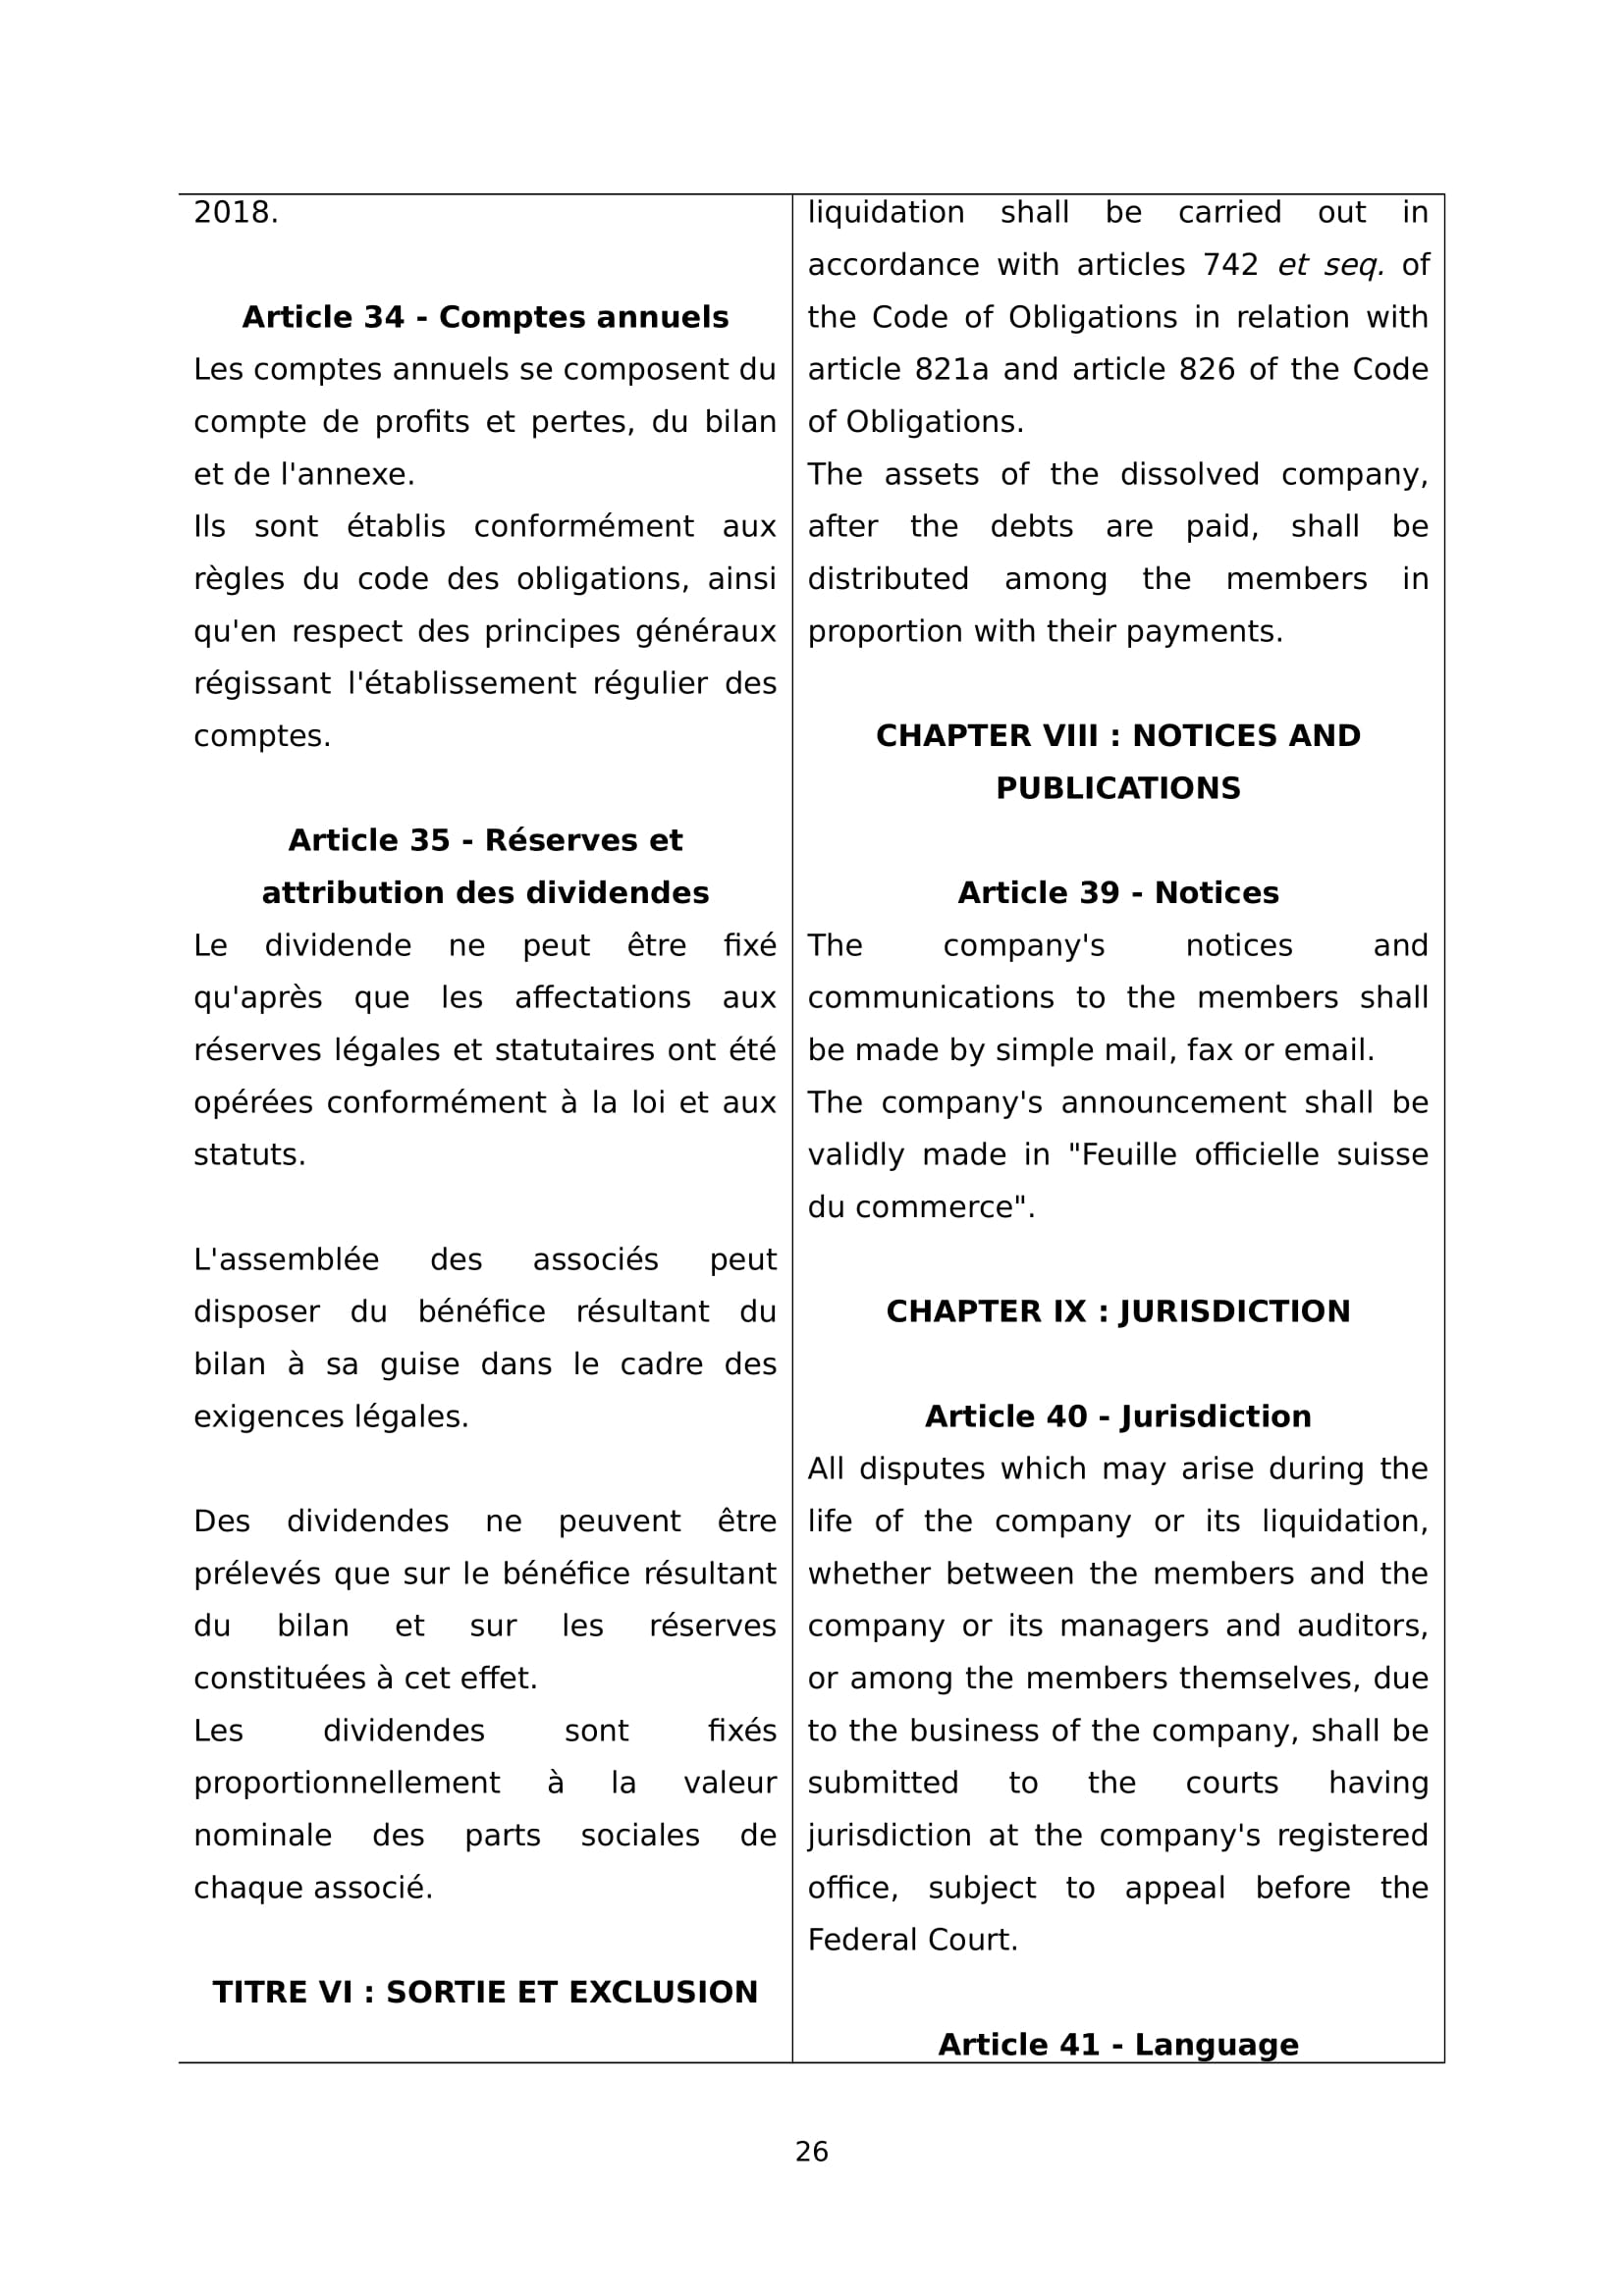 2018.
Article 34 - Comptes annuels
Les comptes annuels se composent du
compte de profits et pertes, du bilan
et de l'annexe.
Ils sont établis conformément aux
règles du code des obligations, ainsi
qu'en respect des principes généraux
régissant l'établissement régulier des
comptes.
Article 35 - Réserves et
attribution des dividendes
Le dividende ne peut être fixé
qu'après que les affectations aux
réserves légales et statutaires ont été
opérées conformément à la loi et aux
statuts.
L'assemblée des associés peut
disposer du bénéfice résultant du
bilan à sa guise dans le cadre des
exigences légales.
Des dividendes ne peuvent être
prélevés que sur le bénéfice résultant
du bilan et sur les réserves
constituées à cet effet.
Les dividendes sont fixés
proportionnellement à la valeur
nominale des parts sociales de
chaque associé.
TITRE VI : SORTIE ET EXCLUSION
liquidation shall be carried out in
accordance with articles 742 et seq. of
the Code of Obligations in relation with
article 821a and article 826 of the Code
of Obligations.
The assets of the dissolved company,
after the debts are paid, shall be
distributed among the members in
proportion with their payments.
CHAPTER VIII : NOTICES AND
PUBLICATIONS
Article 39 - Notices
The company's notices and
communications to the members shall
be made by simple mail, fax or email.
The company's announcement shall be
validly made in "Feuille officielle suisse
du commerce".
CHAPTER IX : JURISDICTION
Article 40 - Jurisdiction
All disputes which may arise during the
life of the company or its liquidation,
whether between the members and the
company or its managers and auditors,
or among the members themselves, due
to the business of the company, shall be
submitted to the courts having
jurisdiction at the company's registered
office, subject to appeal before the
Federal Court.
Article 41 - Language
26